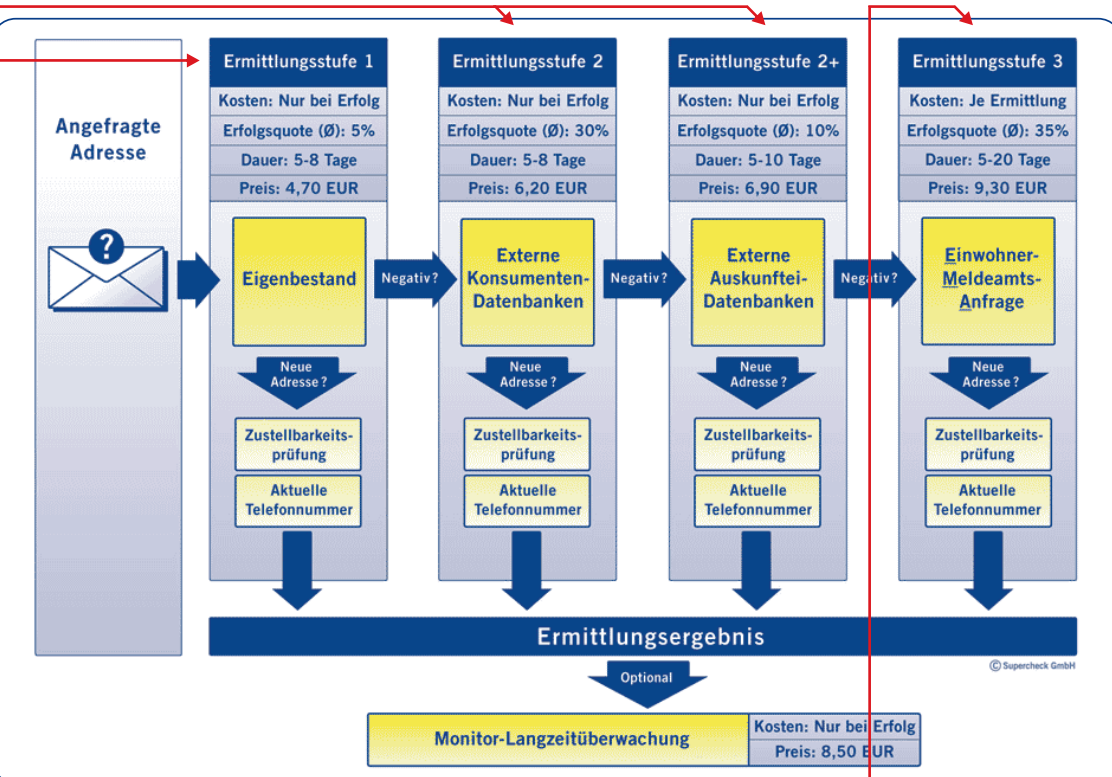 Angefragte
Adresse
?
Ermittlungsstufe 1
Kosten: Nur bei Erfolg
Erfolgsquote (Ø): 5%
Dauer: 5-8 Tage
Preis: 4,70 EUR
Eigenbestand
Neue
Adresse?
Zustellbarkeits-
prüfung
Aktuelle
Telefonnummer
Negativ?
Ermittlungsstufe 2
Kosten: Nur bei Erfolg
Erfolgsquote (Ø): 30%
Dauer: 5-8 Tage
Preis: 6,20 EUR
Externe
Konsumenten-
Datenbanken
Neue
Adresse?
Zustellbarkeits-
prüfung
Aktuelle
Telefonnummer
Negativ?
Ermittlungsstufe 2+
Kosten: Nur bei Erfolg
Erfolgsquote (Ø): 10%
Dauer: 5-10 Tage
Preis: 6,90 EUR
Externe
Auskunftei-
Datenbanken
Neue
Adresse?
Zustellbarkeits-
prüfung
Aktuelle
Telefonnummer
Negativ?
Ermittlungsstufe 3
Kosten: Je Ermittlung
Erfolgsquote (Ø): 35%
Dauer: 5-20 Tage
Preis: 9,30 EUR
Einwohner-
Meldeamts-
Anfrage
Neue
Adresse?
Zustellbarkeits-
prüfung
Aktuelle
Telefonnummer
Ermittlungsergebnis
© Supercheck GmbH
Optional
Monitor-Langzeitüberwachung
Kosten: Nur bei Erfolg
Preis: 8,50 EUR